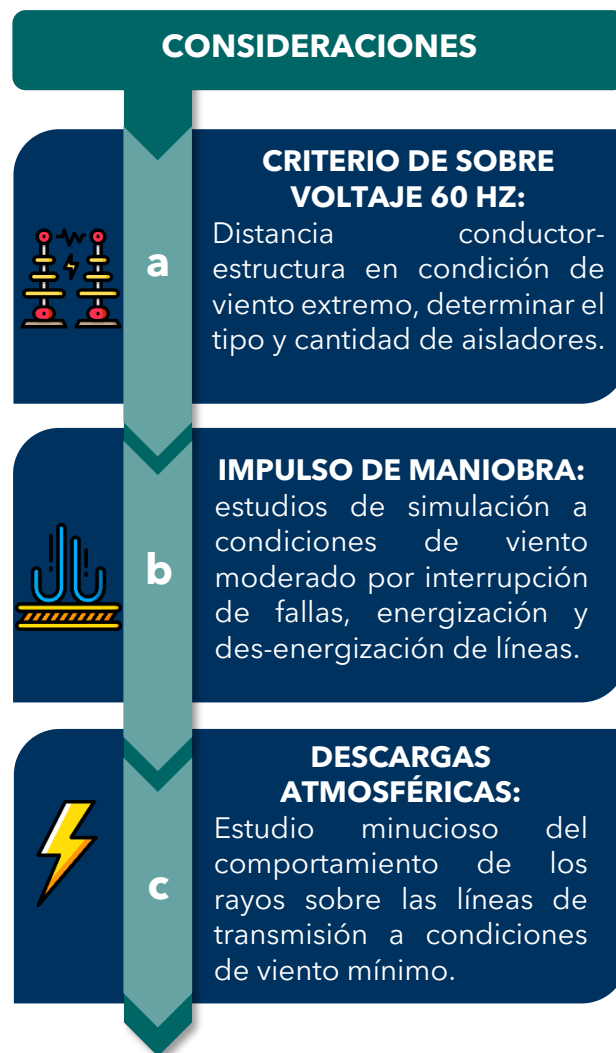 CONSIDERACIONES
a
CRITERIO DE SOBRE
VOLTAJE 60 HZ:
Distancia conductor-
estructura en condición de
viento extremo, determinar el
tipo y cantidad de aisladores.
b
IMPULSO DE MANIOBRA:
estudios de simulación a
condiciones de viento
moderado por interrupción
de fallas, energización y
des-energización de líneas.
c
DESCARGAS
ATMOSFÉRICAS:
Estudio minucioso del
comportamiento de los
rayos sobre las líneas de
transmisión a condiciones
de viento mínimo.